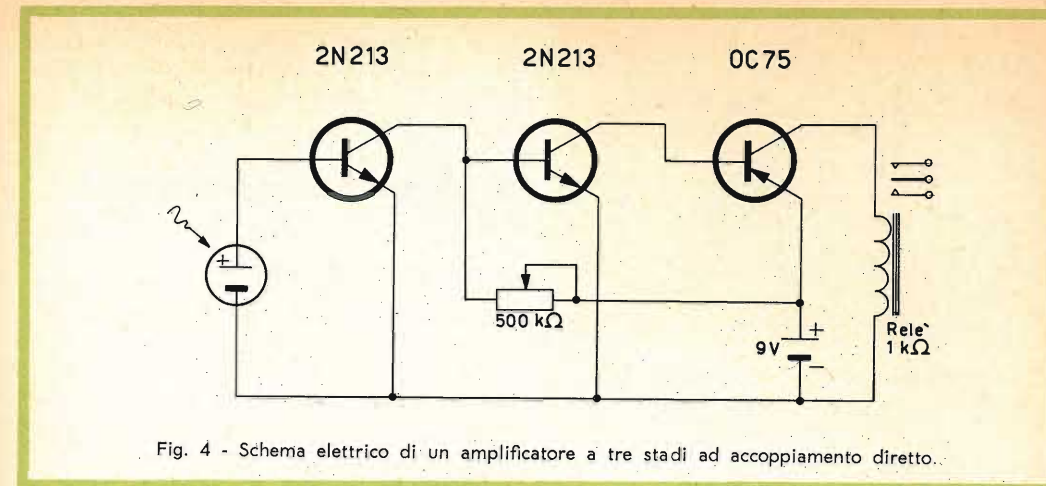 2N213 2N213 OC75
+
500 kΩ
9V
+
−
Rele`
1 kΩ
Fig. 4 - Schema elettrico di un amplificatore a tre stadi ad accoppiamento diretto.